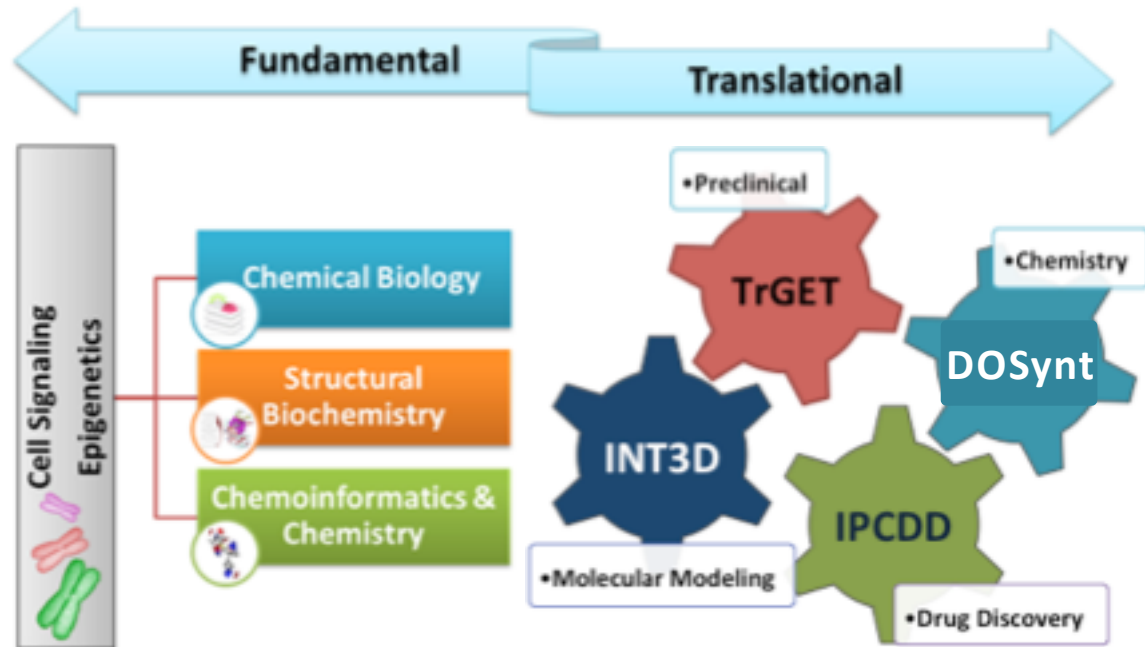 Fundamental
Translational
Cell Signaling
Epigenetics
Chemical Biology
Structural
Biochemistry
Chemoinformatics &
Chemistry
•Preclinical
TrGET
•Chemistry
DOSynt
INT3D
•Molecular Modeling
IPCDD
•Drug Discovery